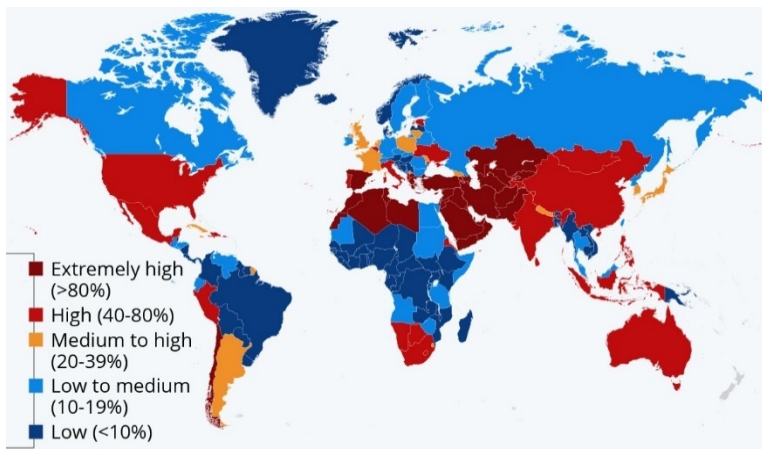 Extremely high
(>80%)
High (40-80%)
Medium to high
(20-39%)
Low to medium
(10-19%)
Low (<10%)